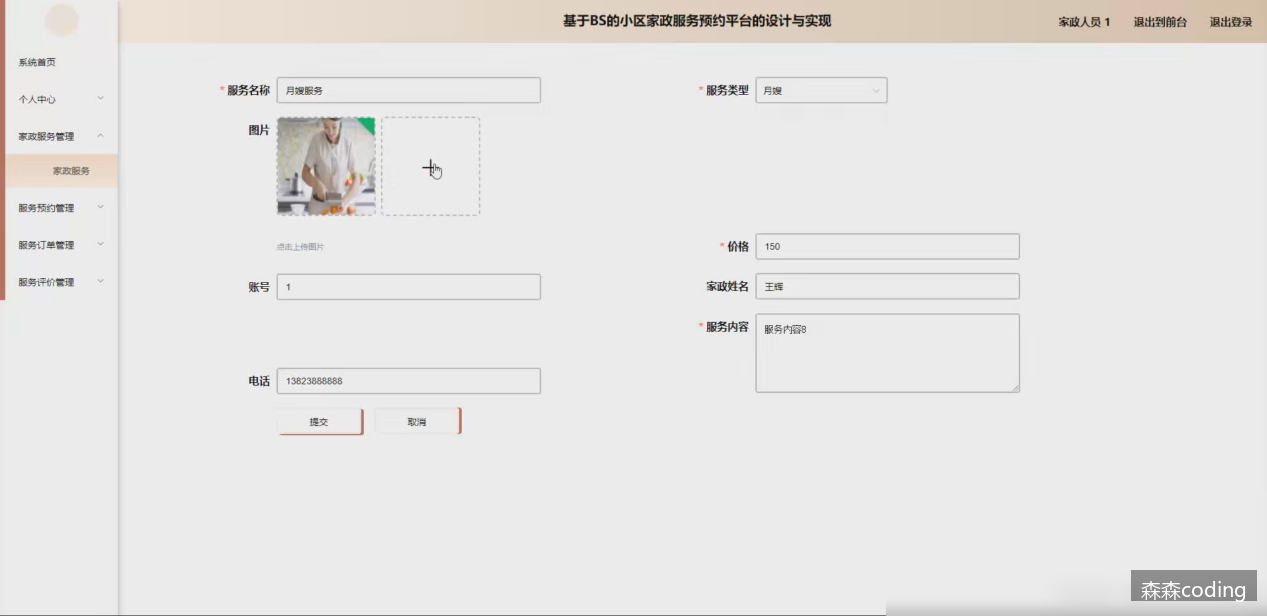 基于BS的小区家政服务预约平台的设计与实现
家政人员 1
退出到前台
退出登录
系统首页
个人中心
家政服务管理
家政服务
服务预约管理
服务订单管理
服务评价管理
* 服务名称
月嫂服务
* 服务类型
月嫂
图片
点击上传图片
* 价格
150
账号
1
家政姓名
王辉
* 服务内容
服务内容8
电话
13823888888
提交
取消
森森coding